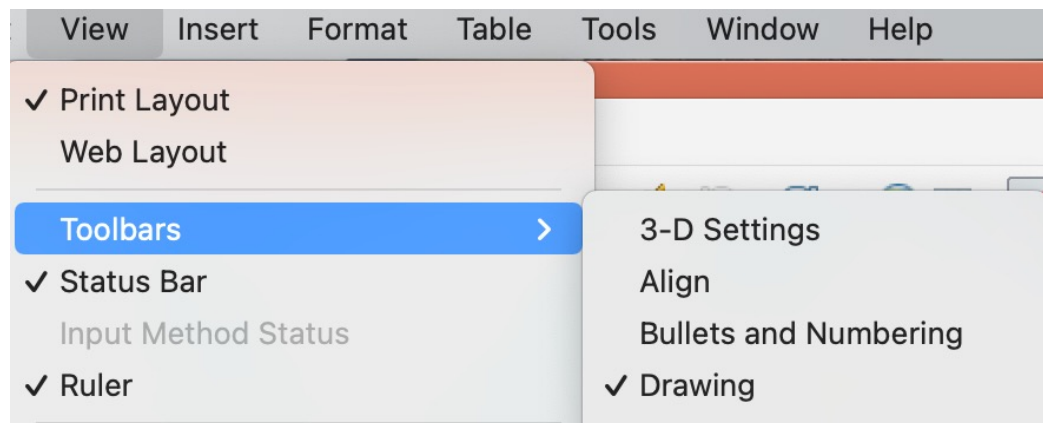 View Insert Format Table Tools Window Help
✓ Print Layout
Web Layout
Toolbars >
✓ Status Bar
Input Method Status
✓ Ruler
3-D Settings
Align
Bullets and Numbering
✓ Drawing